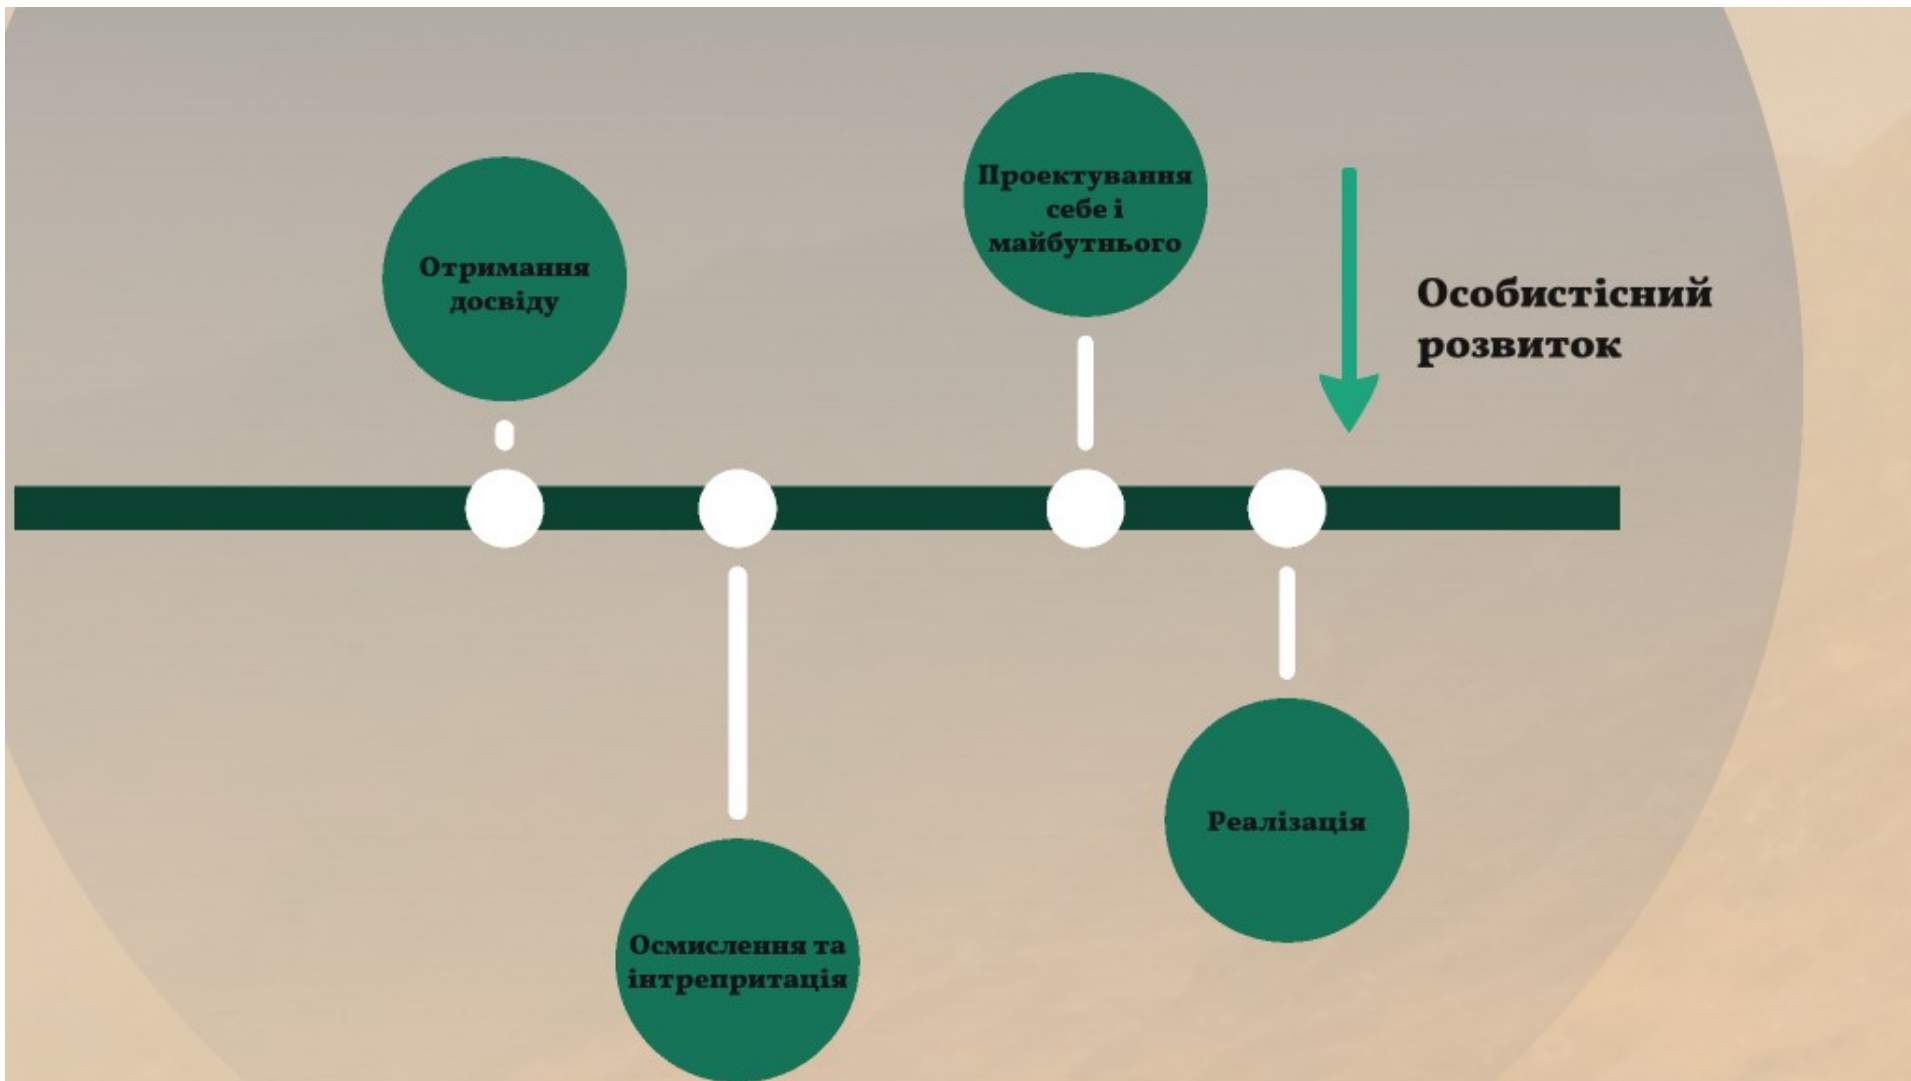 Отримання
досвіду
Осмислення та
інтрепритація
Проектування
себе і
майбутнього
Реалізація
Особистісний
розвиток